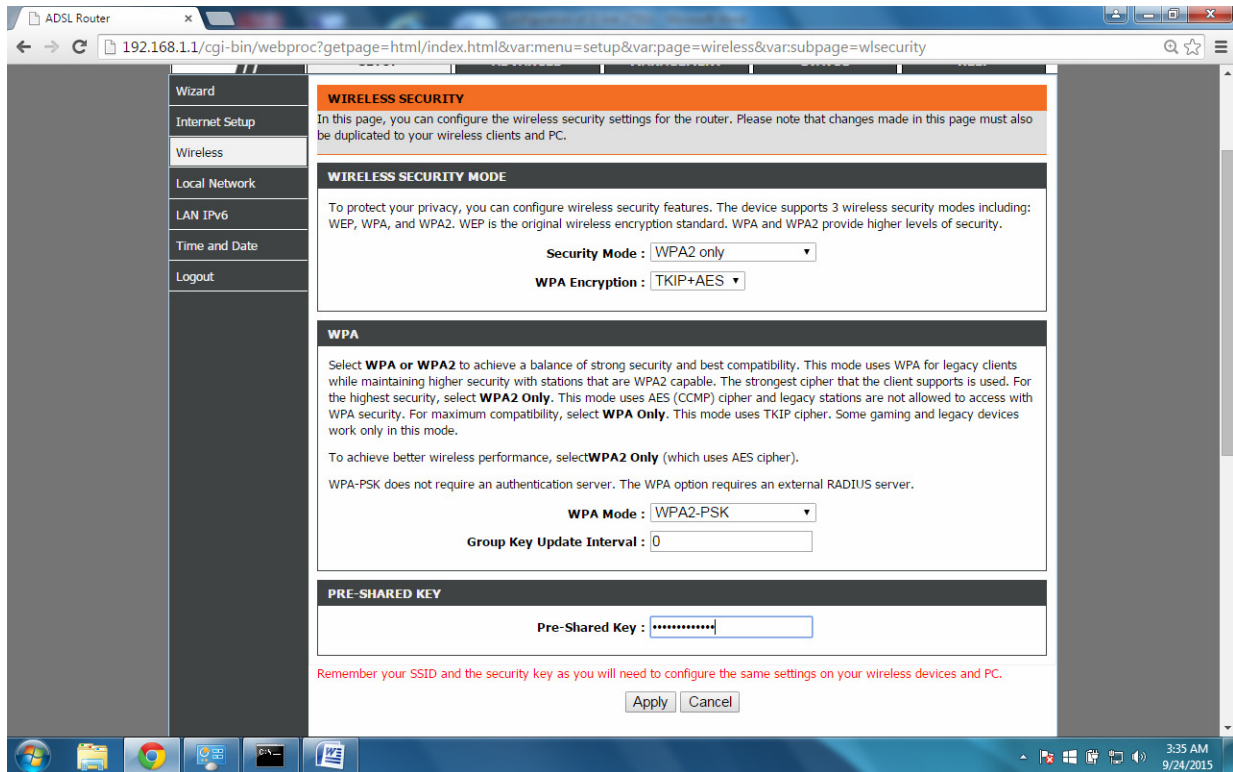 ADSL Router
192.168.1.1/cgi-bin/webproc?getpage=html/index.html&var:menu=setup&var:page=wireless&var:subpage=wlsecurity
Wizard
Internet Setup
Wireless
Local Network
LAN IPv6
Time and Date
Logout
WIRELESS SECURITY
In this page, you can configure the wireless security settings for the router. Please note that changes made in this page must also
be duplicated to your wireless clients and PC.
WIRELESS SECURITY MODE
To protect your privacy, you can configure wireless security features. The device supports 3 wireless security modes including:
WEP, WPA, and WPA2. WEP is the original wireless encryption standard. WPA and WPA2 provide higher levels of security.
Security Mode : WPA2 only
WPA Encryption : TKIP+AES
WPA
Select WPA or WPA2 to achieve a balance of strong security and best compatibility. This mode uses WPA for legacy clients
while maintaining higher security with stations that are WPA2 capable. The strongest cipher that the client supports is used. For
the highest security, select WPA2 Only. This mode uses AES (CCMP) cipher and legacy stations are not allowed to access with
WPA security. For maximum compatibility, select WPA Only. This mode uses TKIP cipher. Some gaming and legacy devices
work only in this mode.
To achieve better wireless performance, selectWPA2 Only (which uses AES cipher).
WPA-PSK does not require an authentication server. The WPA option requires an external RADIUS server.
WPA Mode : WPA2-PSK
Group Key Update Interval : 0
PRE-SHARED KEY
Pre-Shared Key : •••••••••••••
Remember your SSID and the security key as you will need to configure the same settings on your wireless devices and PC.
Apply Cancel
3:35 AM
9/24/2015